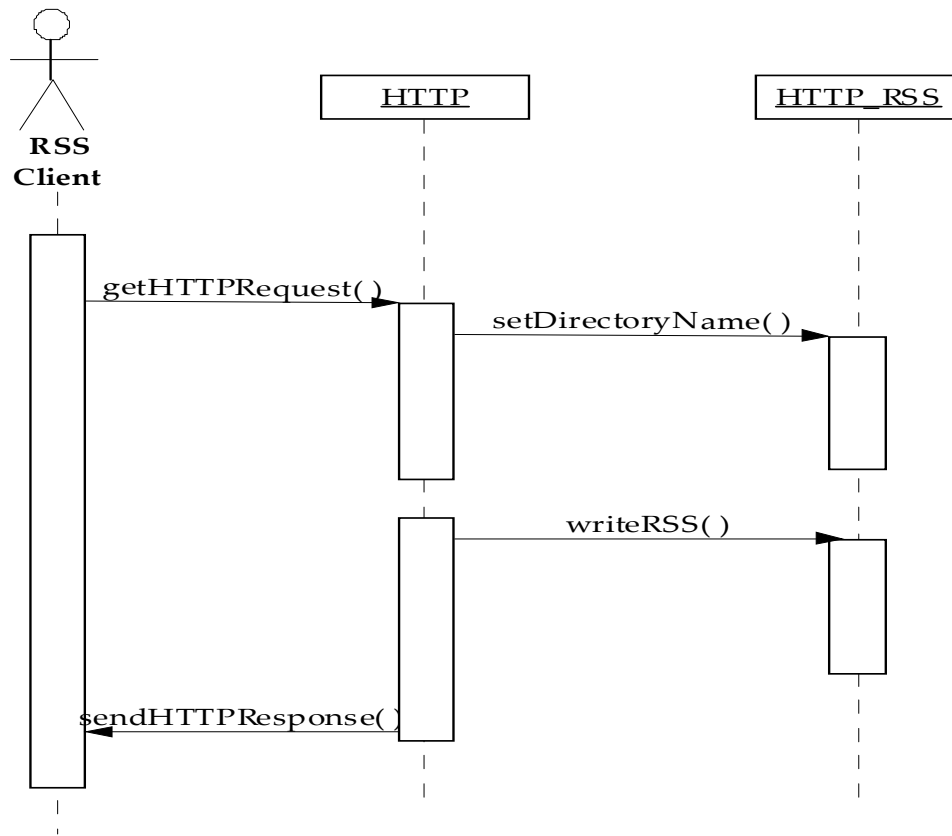 HTTP
HTTP_RSS
RSS
Client
getHTTPRequest()
setDirectoryName()
writeRSS()
sendHTTPResponse()